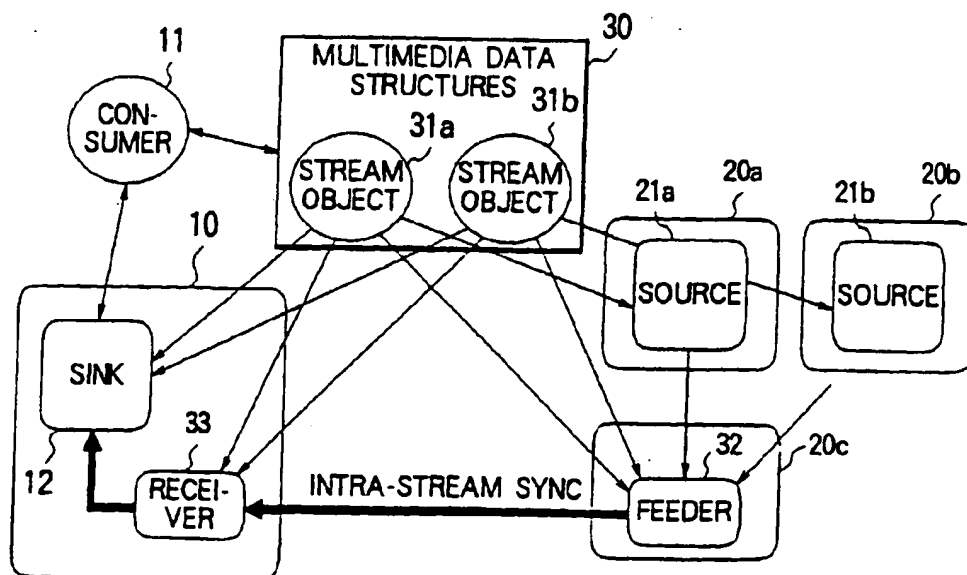 11
CON-
SUMER
30
MULTIMEDIA DATA
STRUCTURES
31a
31b
STREAM
OBJECT
STREAM
OBJECT
20a
20b
21a
21b
SOURCE
SOURCE
10
SINK
12
33
RECEI-
VER
INTRA-STREAM SYNC
32
FEEDER
20c